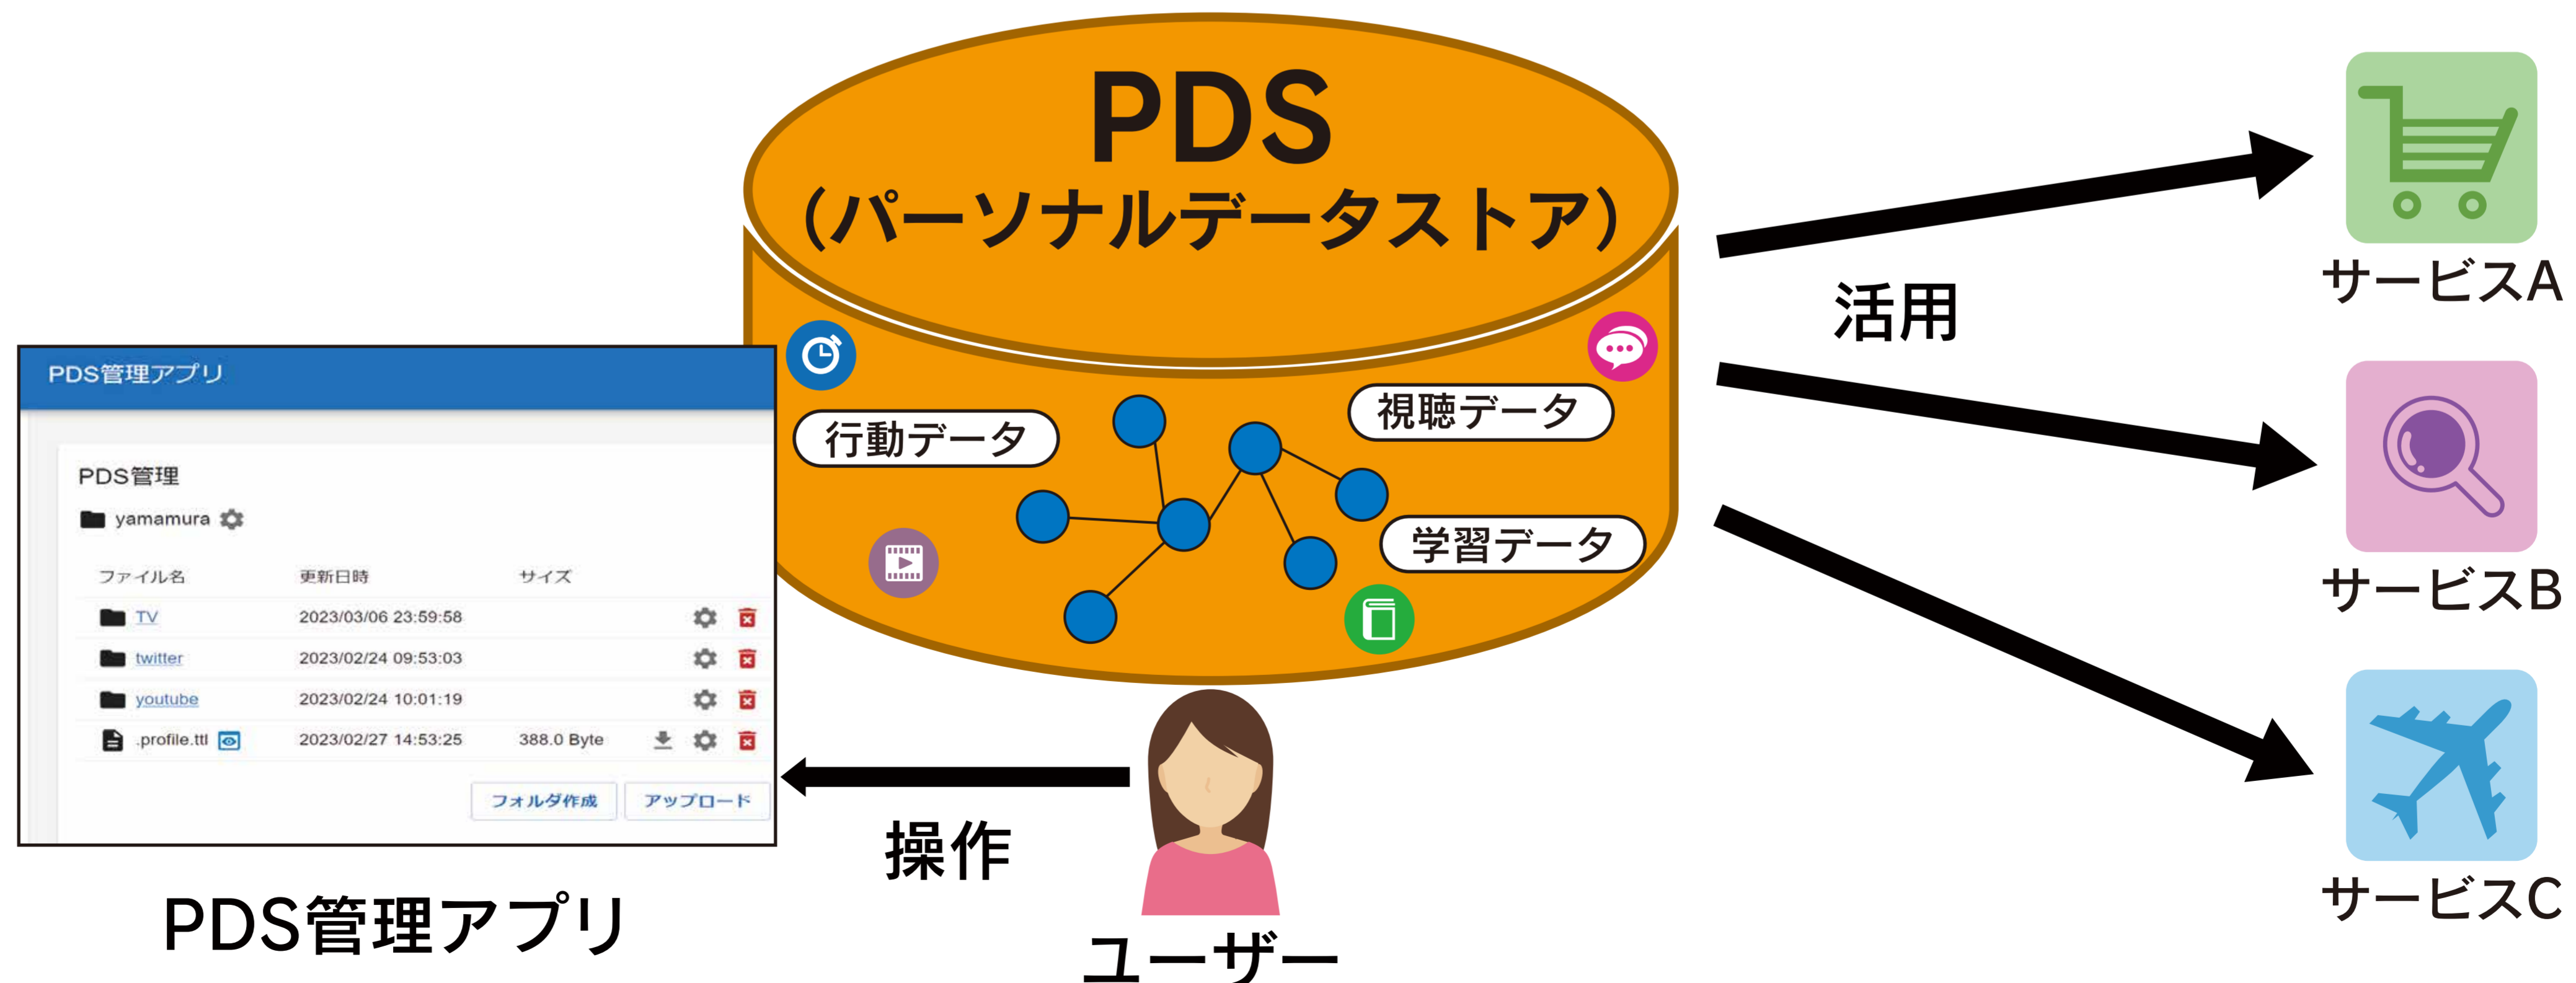 PDS
(パーソナルデータストア)
行動データ
視聴データ
学習データ
活用
サービスA
サービスB
サービスC
PDS管理アプリ
PDS管理
yamamura
ファイル名 更新日時 サイズ
TV 2023/03/06 23:59:58
twitter 2023/02/24 09:53:03
youtube 2023/02/24 10:01:19
.profile.ttl 2023/02/27 14:53:25 388.0 Byte
フォルダ作成 アップロード
PDS管理アプリ
操作
ユーザー